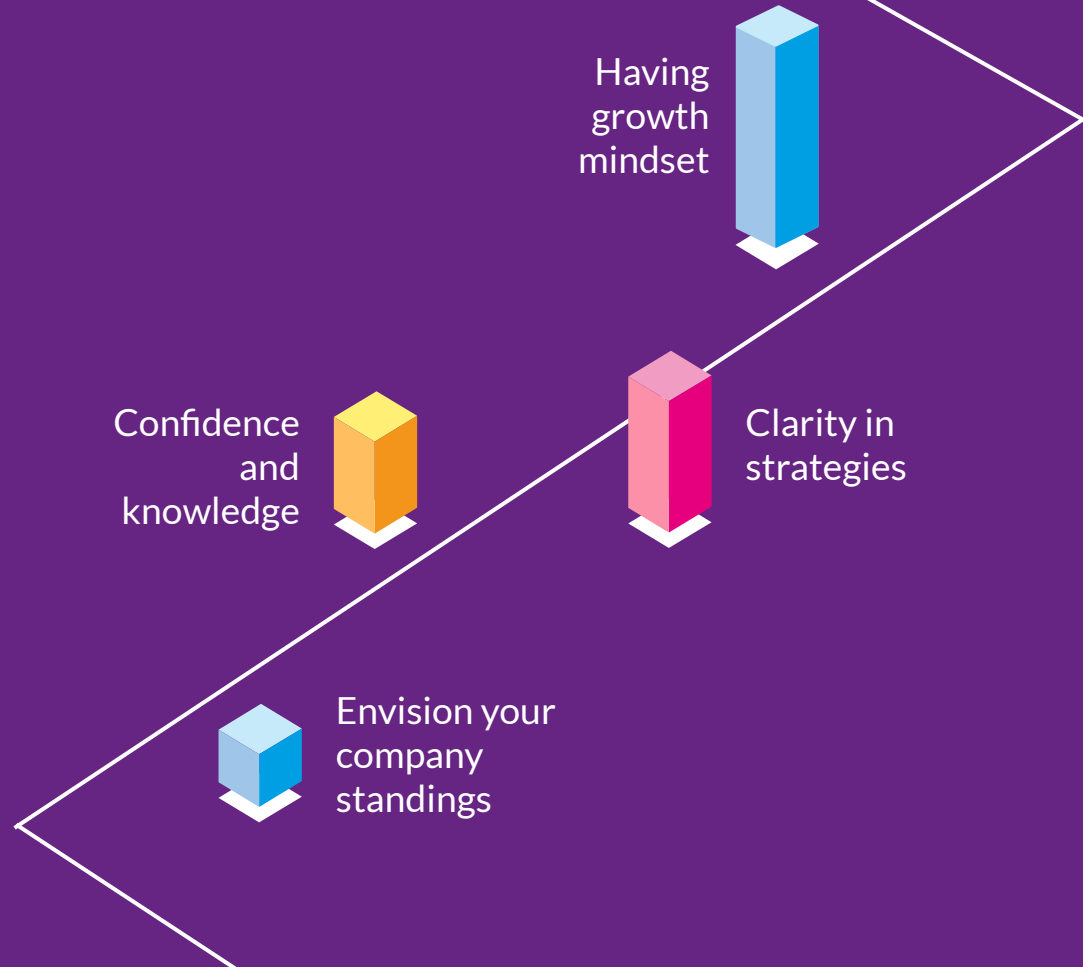 Having
growth
mindset
Confidence
and
knowledge
Clarity in
strategies
Envision your
company
standings